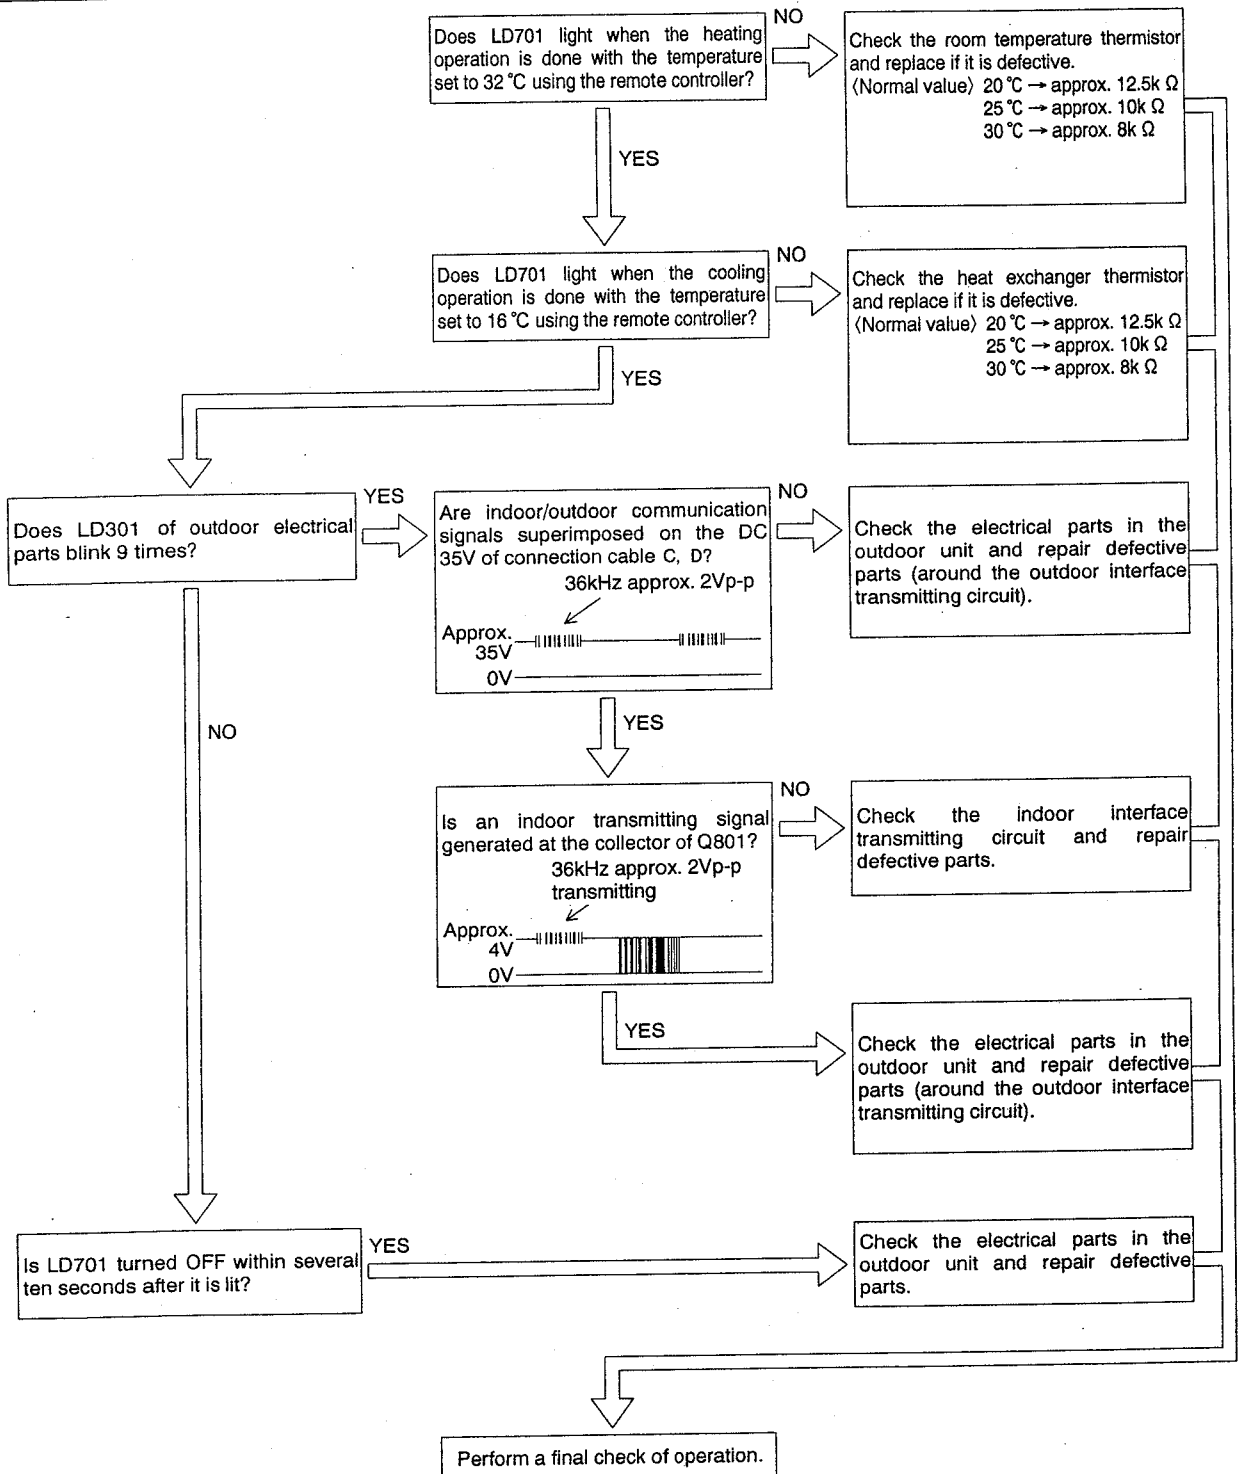 Does LD701 light when the heating
operation is done with the temperature
set to 32 °C using the remote controller?
NO
Check the room temperature thermistor
and replace if it is defective.
〈Normal value〉 20 °C → approx. 12.5k Ω
25 °C → approx. 10k Ω
30 °C → approx. 8k Ω
YES
Does LD701 light when the cooling
operation is done with the temperature
set to 16 °C using the remote controller?
NO
Check the heat exchanger thermistor
and replace if it is defective.
〈Normal value〉 20 °C → approx. 12.5k Ω
25 °C → approx. 10k Ω
30 °C → approx. 8k Ω
YES
Does LD301 of outdoor electrical
parts blink 9 times?
YES
Are indoor/outdoor communication
signals superimposed on the DC
35V of connection cable C, D?
36kHz approx. 2Vp-p
Approx.
35V
0V
NO
Check the electrical parts in the
outdoor unit and repair defective
parts (around the outdoor interface
transmitting circuit).
NO
YES
Is an indoor transmitting signal
generated at the collector of Q801?
36kHz approx. 2Vp-p
transmitting
Approx.
4V
0V
NO
Check the indoor interface
transmitting circuit and repair
defective parts.
YES
Check the electrical parts in the
outdoor unit and repair defective
parts (around the outdoor interface
transmitting circuit).
Is LD701 turned OFF within several
ten seconds after it is lit?
YES
Check the electrical parts in the
outdoor unit and repair defective
parts.
Perform a final check of operation.